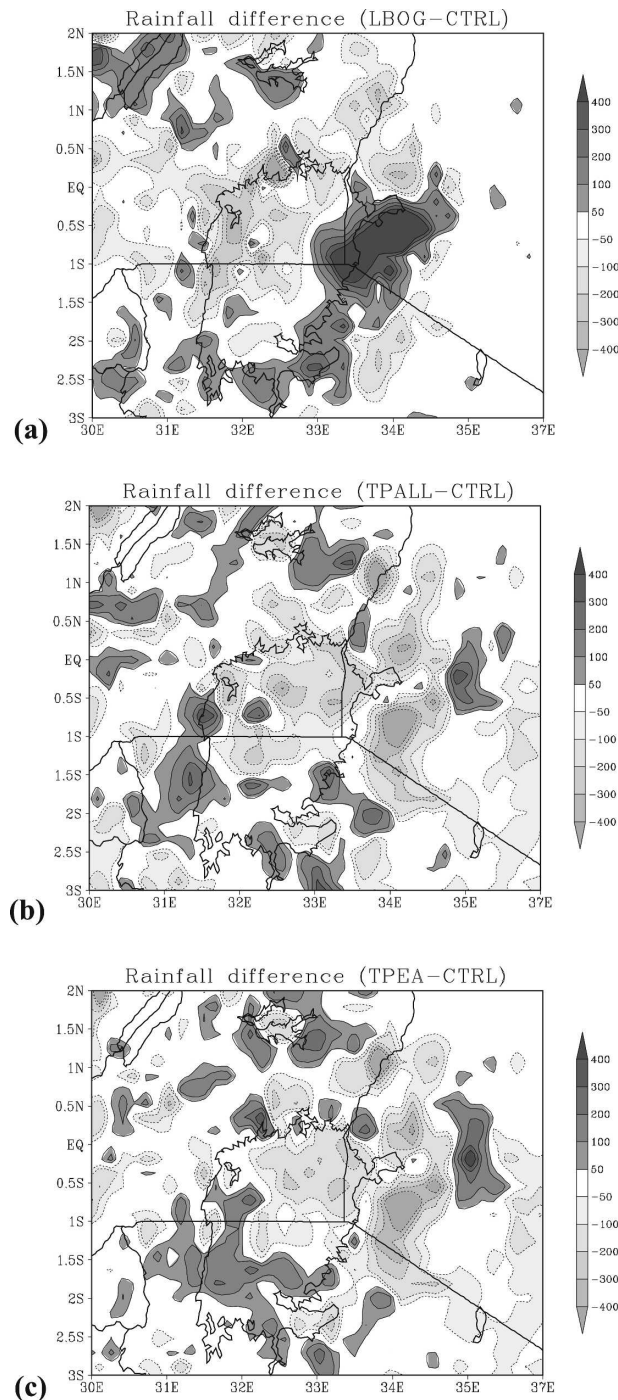 Rainfall difference (LBOG-CTRL)
2N
1.5N
1N
0.5N
EQ
0.5S
1S
1.5S
2S
2.5S
3S
30E 31E 32E 33E 34E 35E 36E 37E
400
300
200
100
50
-50
-100
-200
-300
-400
(a)
Rainfall difference (TPALL-CTRL)
2N
1.5N
1N
0.5N
EQ
0.5S
1S
1.5S
2S
2.5S
3S
30E 31E 32E 33E 34E 35E 36E 37E
400
300
200
100
50
-50
-100
-200
-300
-400
(b)
Rainfall difference (TPEA-CTRL)
2N
1.5N
1N
0.5N
EQ
0.5S
1S
1.5S
2S
2.5S
3S
30E 31E 32E 33E 34E 35E 36E 37E
400
300
200
100
50
-50
-100
-200
-300
-400
(c)